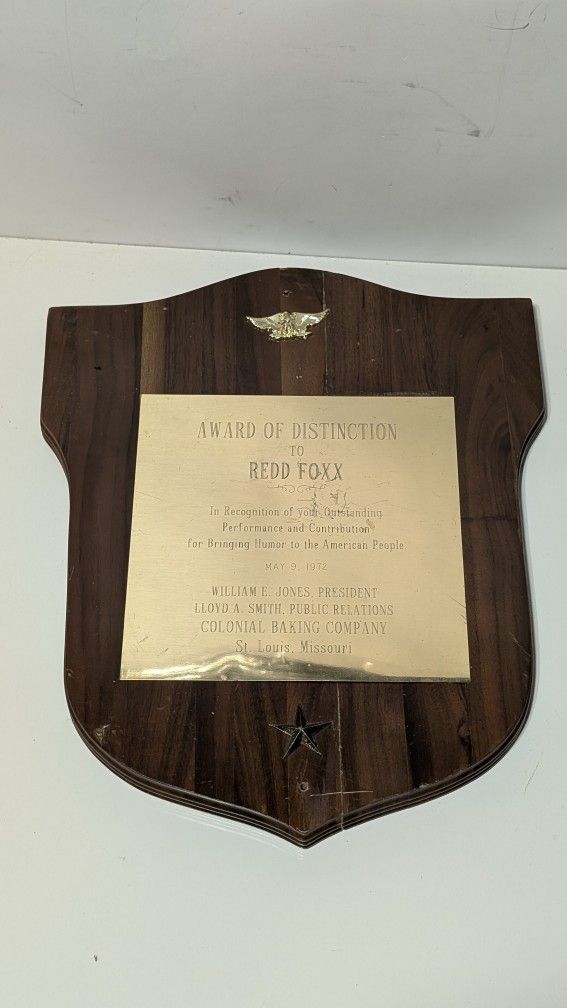 AWARD OF DISTINCTION
TO
REDD FOXX
In Recognition of your Outstanding
Performance and Contribution
for Bringing Humor to the American People
MAY 9, 1972
WILLIAM E. JONES, PRESIDENT
LLOYD A. SMITH, PUBLIC RELATIONS
COLONIAL BAKING COMPANY
St. Louis, Missouri